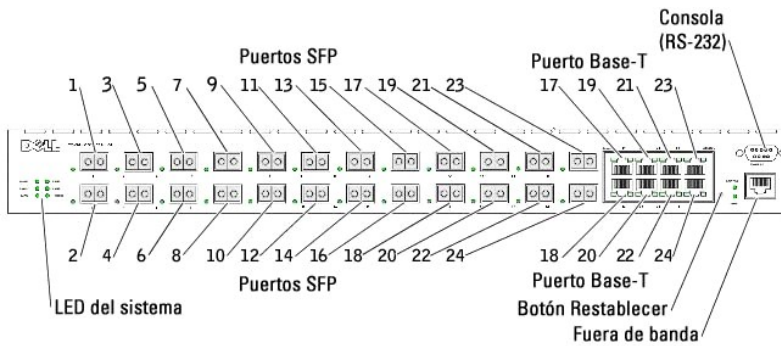 Consola
(RS-232)
Puertos SFP
Puerto Base-T
1 3 5 7 9 11 13 15 17 19 21 23 17 19 21 23
DELL
2 4 6 8 10 12 14 16 18 20 22 24 18 20 22 24
Puertos SFP
Puerto Base-T
LED del sistema
Botón Restablecer
Fuera de banda